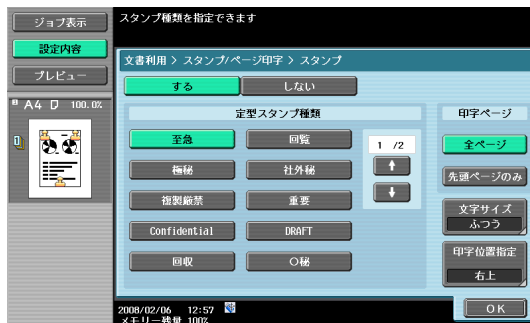 ジョブ表示
スタンプ種類を指定できます
設定内容
プレビュー
文書利用 > スタンプ/ページ印字 > スタンプ
する
しない
A4 100.0%
定型スタンプ種類
印字ページ
至急
回覧
1 /2
全ページ
極秘
社外秘
先頭ページのみ
複製厳禁
重要
文字サイズ
ふつう
Confidential
DRAFT
回収
○秘
印字位置指定
右上
2008/02/06 12:57
メモリー残量 100%
OK